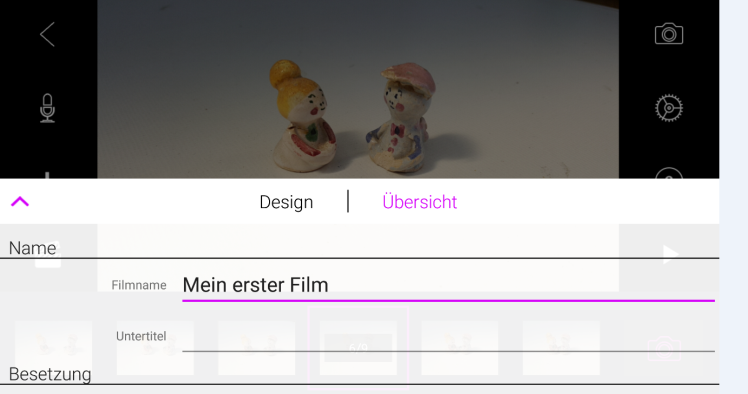 Design | Übersicht
Name
Filmname Mein erster Film
Untertitel
Besetzung